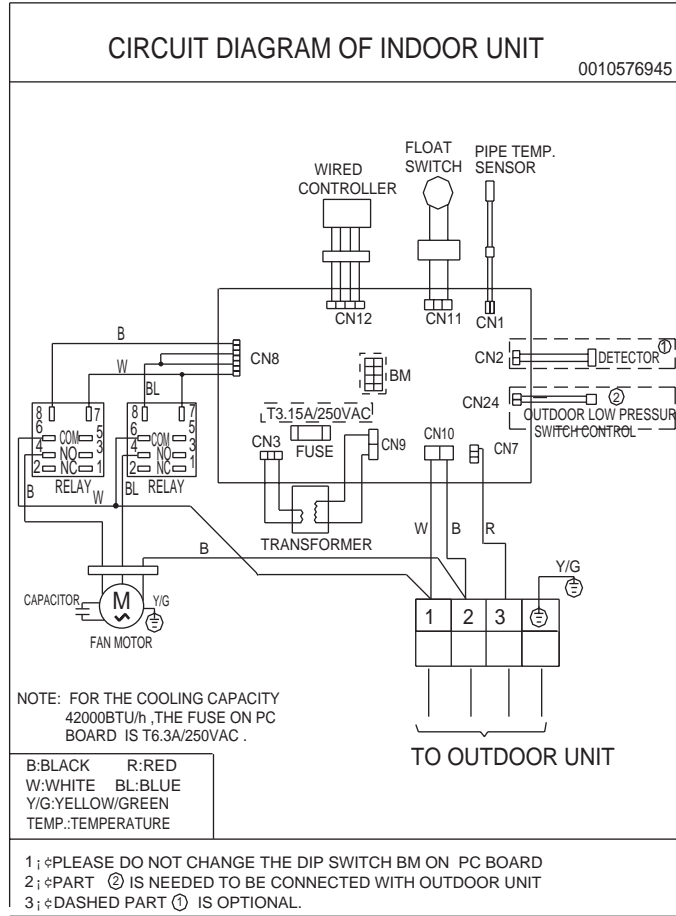 CIRCUIT DIAGRAM OF INDOOR UNIT
0010576945
WIRED
CONTROLLER
FLOAT
SWITCH
PIPE TEMP.
SENSOR
CN12
CN11
CN1
B
W
BL
CN8
BM
CN2
DETECTOR
①
CN24
②
OUTDOOR LOW PRESSUR
SWITCH CONTROL
T3.15A/250VAC
FUSE
CN3
CN9
CN10
CN7
8 7
6 5
COM
4 3
NO
2 NC 1
RELAY
8 7
6 5
COM
4 3
NO
2 NC 1
RELAY
B
W
BL
TRANSFORMER
W
B
R
B
Y/G
CAPACITOR
M
Y/G
FAN MOTOR
1 2 3
TO OUTDOOR UNIT
NOTE: FOR THE COOLING CAPACITY
42000BTU/h ,THE FUSE ON PC
BOARD IS T6.3A/250VAC .
B:BLACK R:RED
W:WHITE BL:BLUE
Y/G:YELLOW/GREEN
TEMP.:TEMPERATURE
1 ¡ ¢PLEASE DO NOT CHANGE THE DIP SWITCH BM ON PC BOARD
2 ¡ ¢PART ② IS NEEDED TO BE CONNECTED WITH OUTDOOR UNIT
3 ¡ ¢DASHED PART ① IS OPTIONAL.